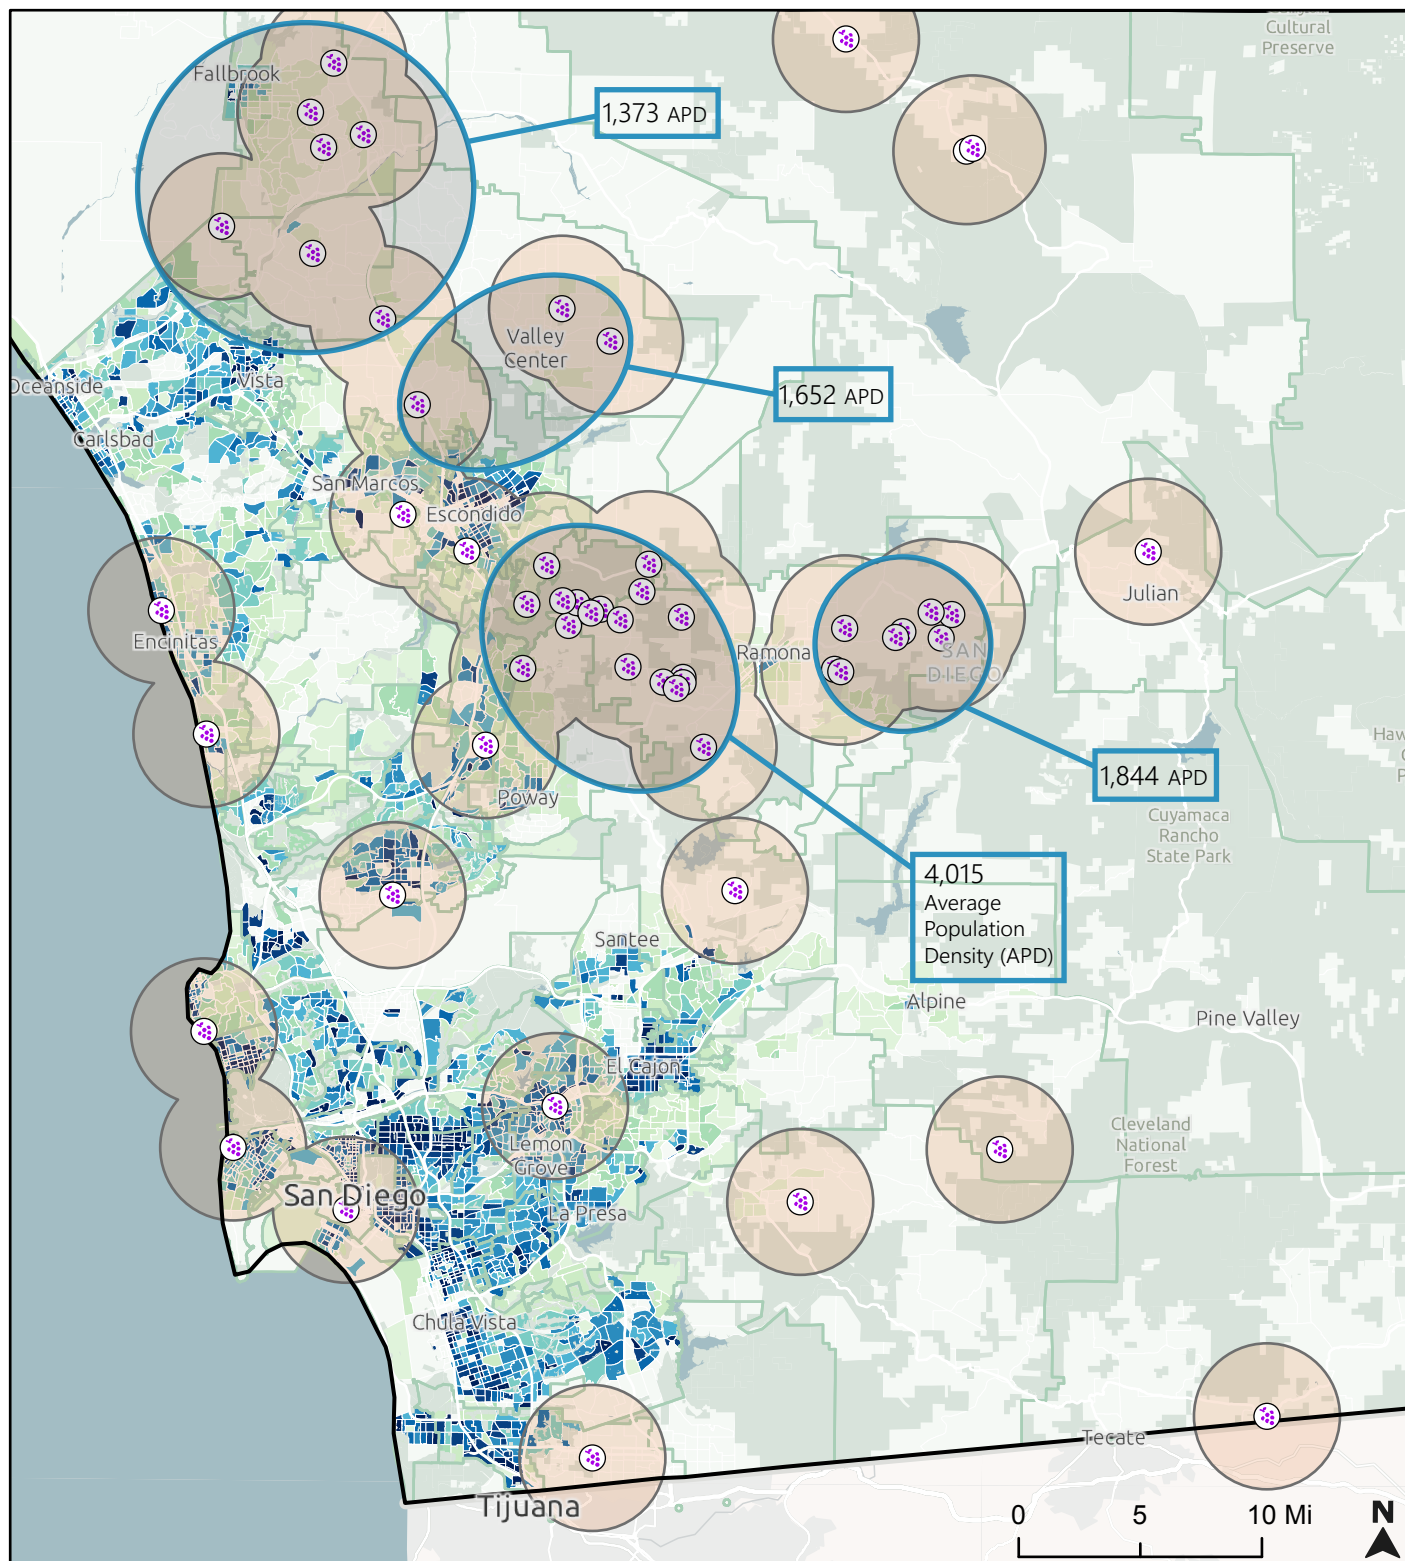 Cultural
Preserve
Fallbrook
1,373 APD
Valley
Center
Oceanside
Vista
1,652 APD
Carlsbad
San Marcos
Escondido
Julian
Encinitas
Ramona
SAN
DIEGO
1,844 APD
Poway
Cuyamaca
Rancho
State Park
4,015
Average
Population
Density (APD)
Santee
Alpine
Pine Valley
El Cajon
Cleveland
National
Forest
Lemon
Grove
San Diego
La Presa
Chula Vista
Tecate
Tijuana
0 5 10 Mi
N